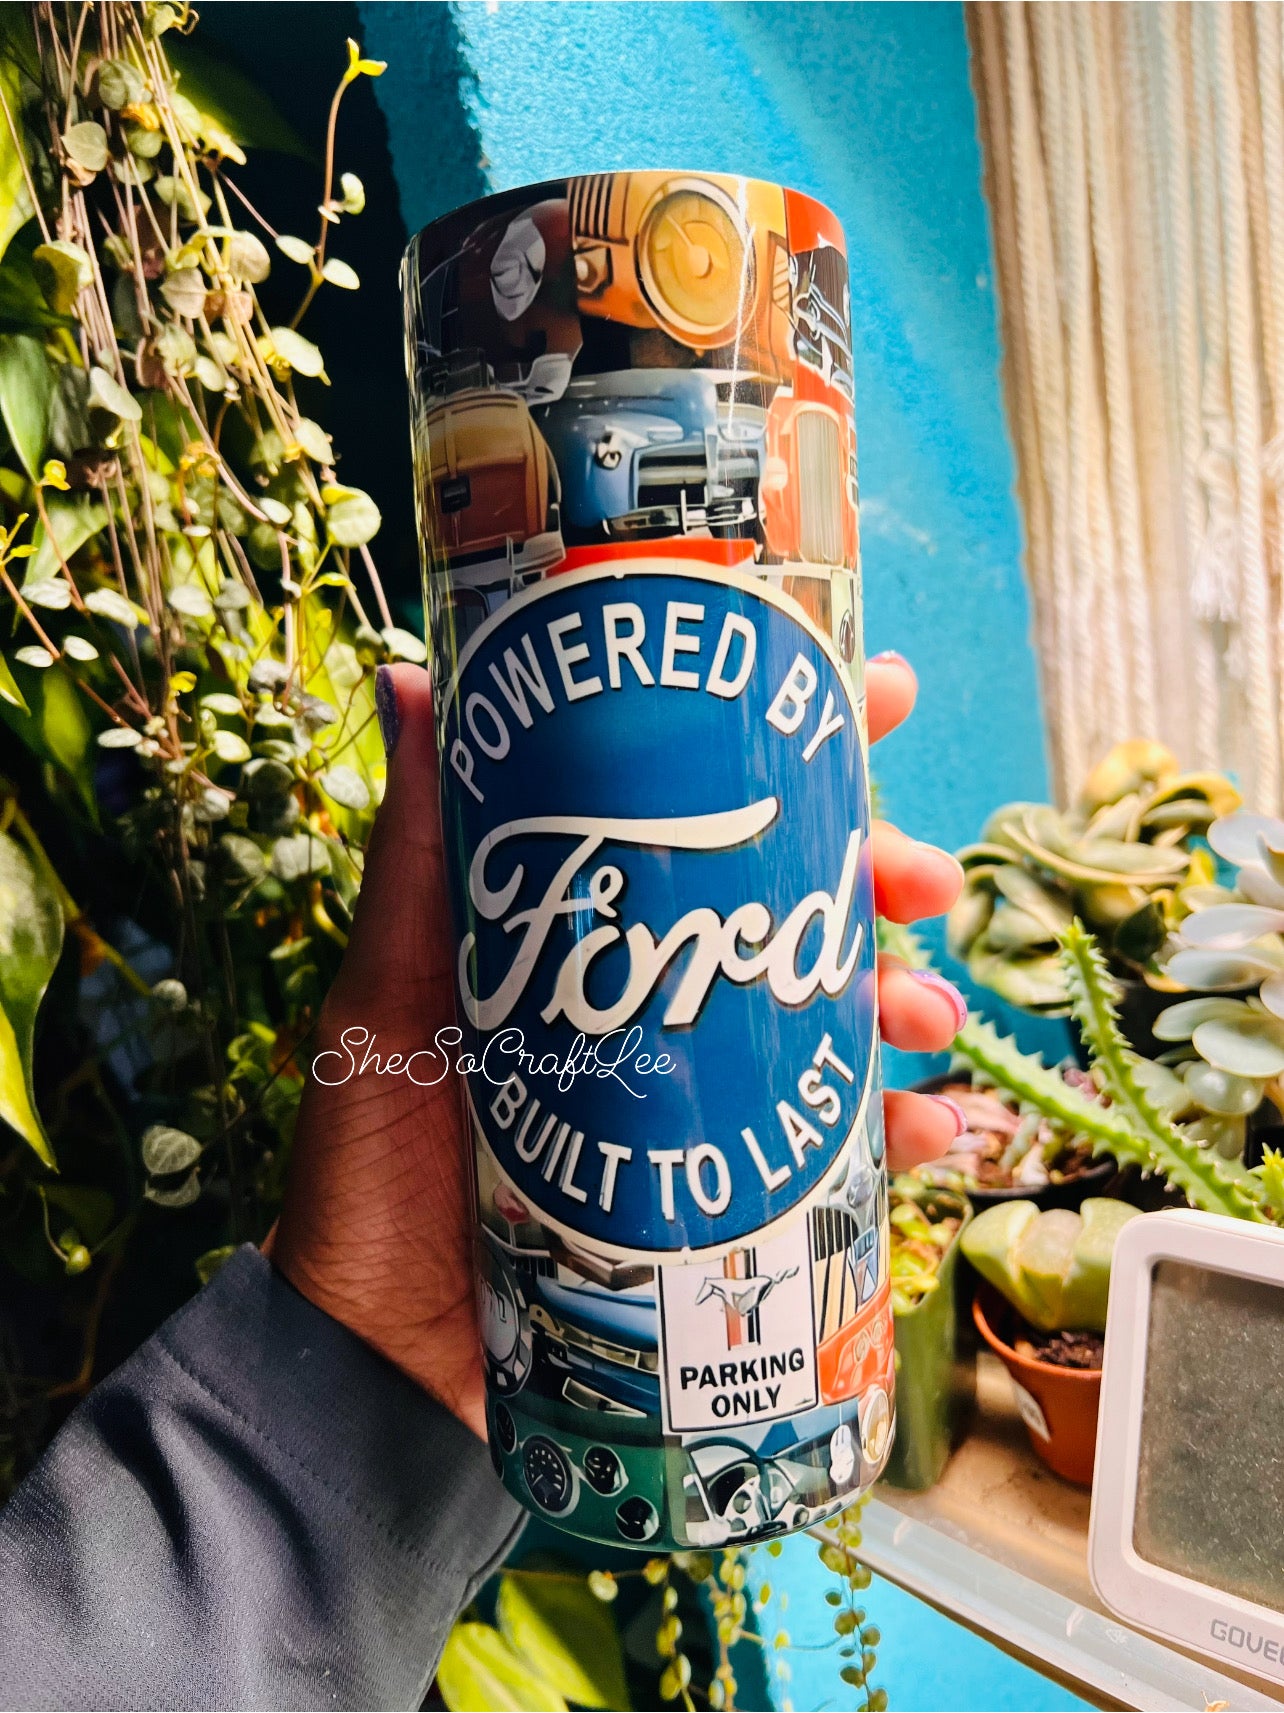 POWERED BY
Ford
SheSoCraftLee
BUILT TO LAST
PARKING
ONLY